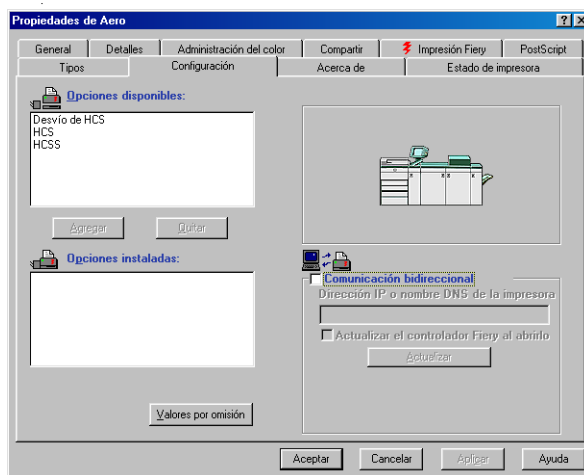 Propiedades de Aero
General Detalles Administración del color Compartir Impresión Fiery PostScript
Tipos Configuración Acerca de Estado de impresora
Opciones disponibles:
Desvío de HCS
HCS
HCSS
Agregar Quitar
Opciones instaladas:
Valores por omisión
Comunicación bidireccional
Dirección IP o nombre DNS de la impresora
Actualizar el controlador Fiery al abrirlo
Actualizar
Aceptar Cancelar Aplicar Ayuda